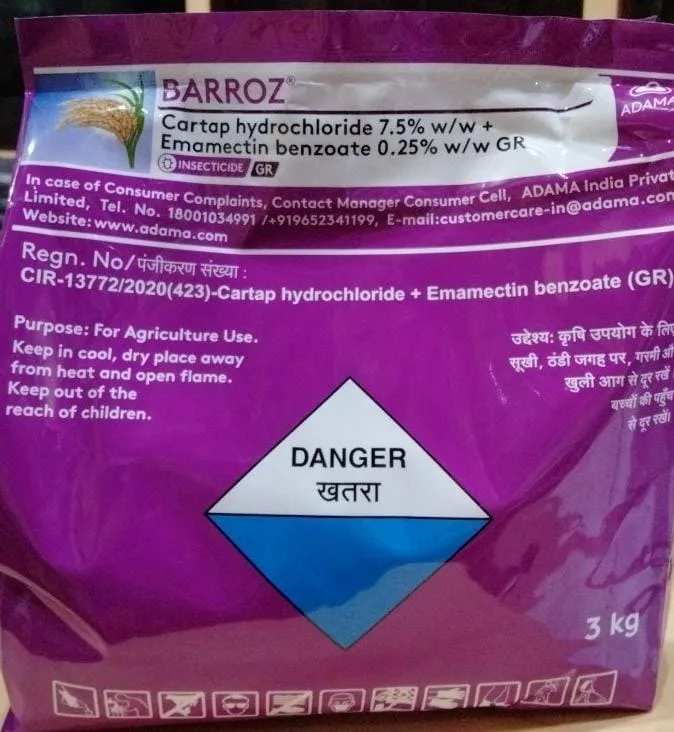 BARROZ®
ADAMA
Cartap hydrochloride 7.5% w/w +
Emamectin benzoate 0.25% w/w GR
INSECTICIDE GR
In case of Consumer Complaints, Contact Manager Consumer Cell, ADAMA India Privat
Limited, Tel. No. 18001034991 /+919652341199, E-mail:customercare-in@adama.com
Website: www.adama.com
Regn. No/पंजीकरण संख्या :
CIR-13772/2020(423)-Cartap hydrochloride + Emamectin benzoate (GR)
Purpose: For Agriculture Use.
Keep in cool, dry place away
from heat and open flame.
Keep out of the
reach of children.
उद्देश्य: कृषि उपयोग के लिए
सूखी, ठंडी जगह पर, गरमी औ
खुली आग से दूर रखें।
बच्चों की पहुँच
से दूर रखें।
DANGER
खतरा
3 kg